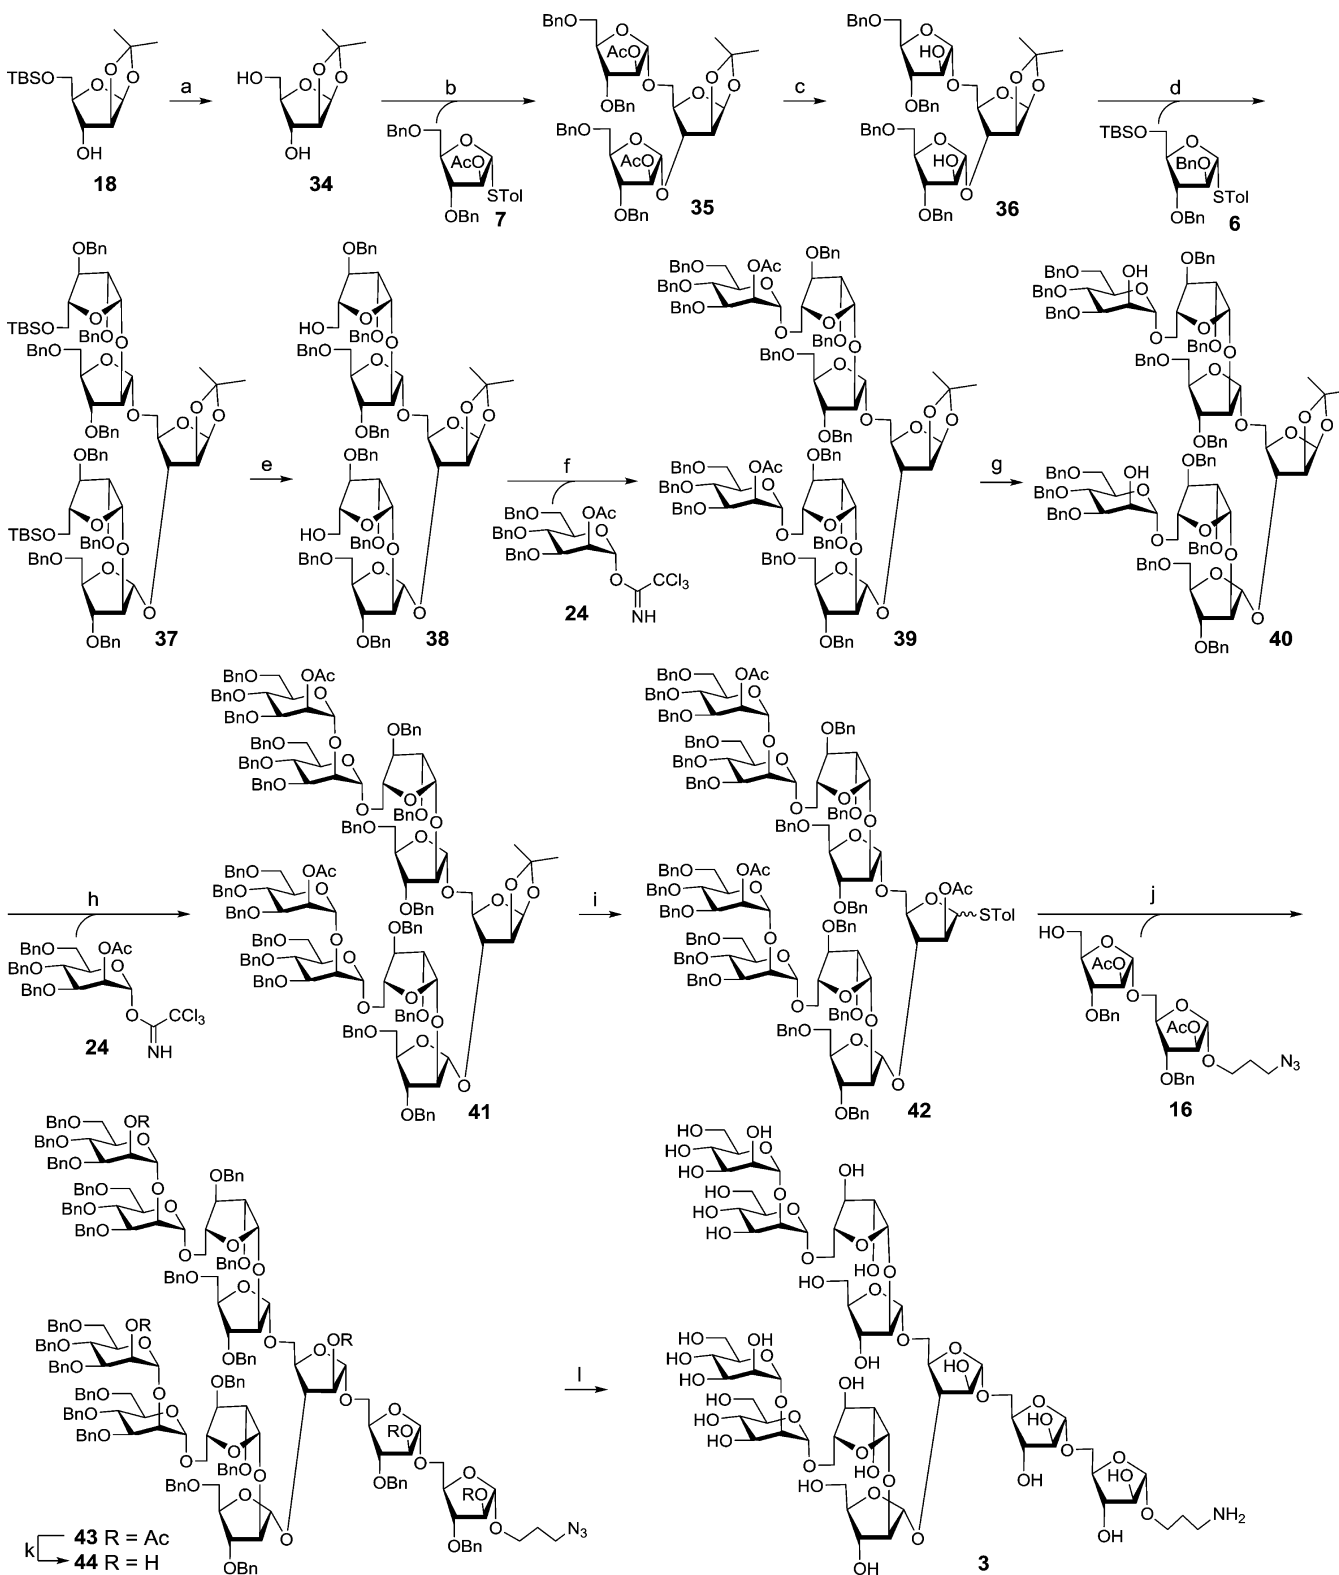 TBSO
O
O
O
OH
18
a
HO
O
O
O
OH
34
b
BnO
O
AcO
STol
OBn
7
BnO
O
AcO
O
OBn
BnO
O
AcO
OBn
O
O
O
O
35
c
BnO
O
HO
O
OBn
BnO
O
HO
OBn
O
O
O
O
36
d
TBSO
O
BnO
STol
OBn
6
OBn
O
TBSO
BnO
O
BnO
O
O
OBn
O
O
O
OBn
O
TBSO
BnO
O
BnO
O
OBn
O
37
e
OBn
O
HO
BnO
O
BnO
O
O
OBn
O
O
O
OBn
O
HO
BnO
O
BnO
O
OBn
O
38
f
BnO
OAc
BnO
O
BnO
O
CCl3
NH
24
BnO
OAc
BnO
O
BnO
O
OBn
O
BnO
O
BnO
O
O
OBn
O
O
O
BnO
OAc
BnO
O
BnO
O
OBn
O
BnO
O
BnO
O
OBn
O
39
g
BnO
OH
BnO
O
BnO
O
OBn
O
BnO
O
BnO
O
O
OBn
O
O
O
BnO
OH
BnO
O
BnO
O
OBn
O
BnO
O
BnO
O
OBn
O
40
h
BnO
OAc
BnO
O
BnO
O
CCl3
NH
24
BnO
OAc
BnO
O
BnO
O
BnO
O
BnO
BnO
O
OBn
O
BnO
O
BnO
O
O
OBn
O
O
O
BnO
OAc
BnO
O
BnO
O
BnO
O
BnO
BnO
O
OBn
O
BnO
O
BnO
O
OBn
O
41
i
BnO
OAc
BnO
O
BnO
O
BnO
O
BnO
BnO
O
OBn
O
BnO
O
BnO
O
O
OBn
O
OAc
STol
BnO
OAc
BnO
O
BnO
O
BnO
O
BnO
BnO
O
OBn
O
BnO
O
BnO
O
OBn
O
42
j
HO
O
AcO
O
OBn
O
AcO
O
OBn
N3
16
BnO
OR
BnO
O
BnO
O
BnO
O
BnO
BnO
O
OBn
O
BnO
O
BnO
O
O
OBn
O
OR
O
BnO
OR
BnO
O
BnO
O
BnO
O
BnO
BnO
O
OBn
O
BnO
O
BnO
O
OBn
O
O
RO
O
OBn
O
RO
O
OBn
N3
43 R = Ac
k
44 R = H
l
HO
OH
HO
O
HO
O
HO
O
HO
HO
O
OH
O
HO
O
HO
O
O
OH
O
HO
O
HO
OH
HO
O
HO
O
HO
O
HO
HO
O
OH
O
HO
O
HO
O
OH
O
O
HO
O
OH
O
HO
O
OH
NH2
3